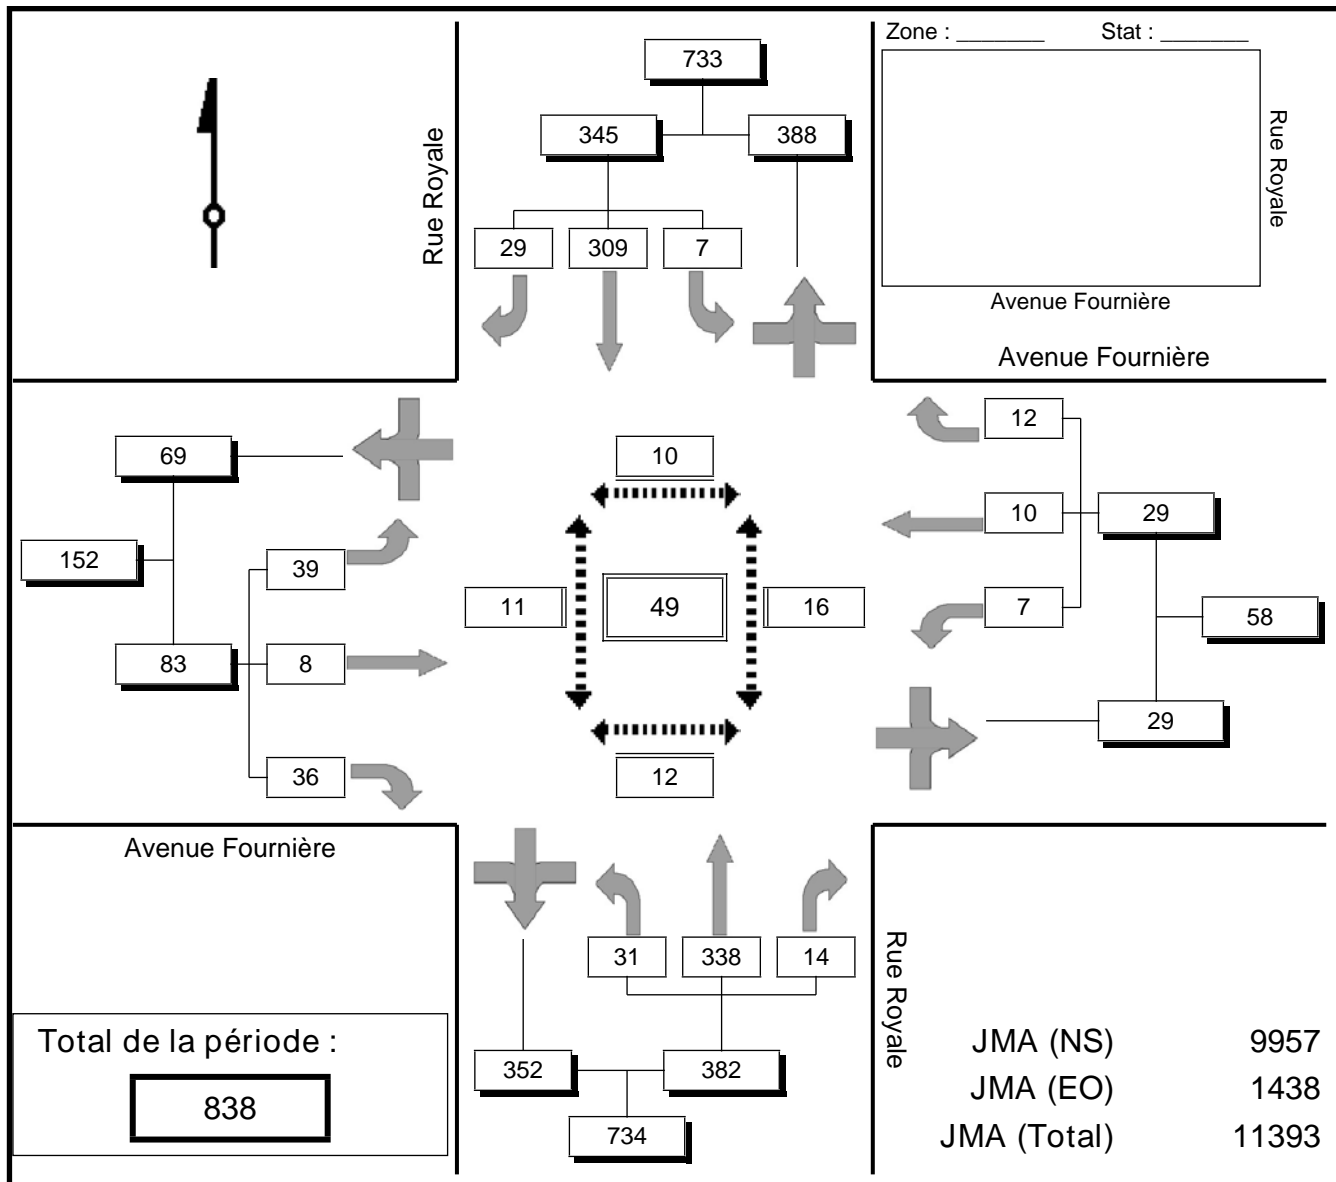 Zone : _______ Stat : _______
733
345 388
Rue Royale
Rue Royale
29 309 7
Avenue Fournière
Avenue Fournière
12
69
10
10
29
152
39
11
49
16
7
58
83
8
29
36
12
Avenue Fournière
31 338 14
Rue Royale
Total de la période :
838
352 382
734
JMA (NS) 9957
JMA (EO) 1438
JMA (Total) 11393